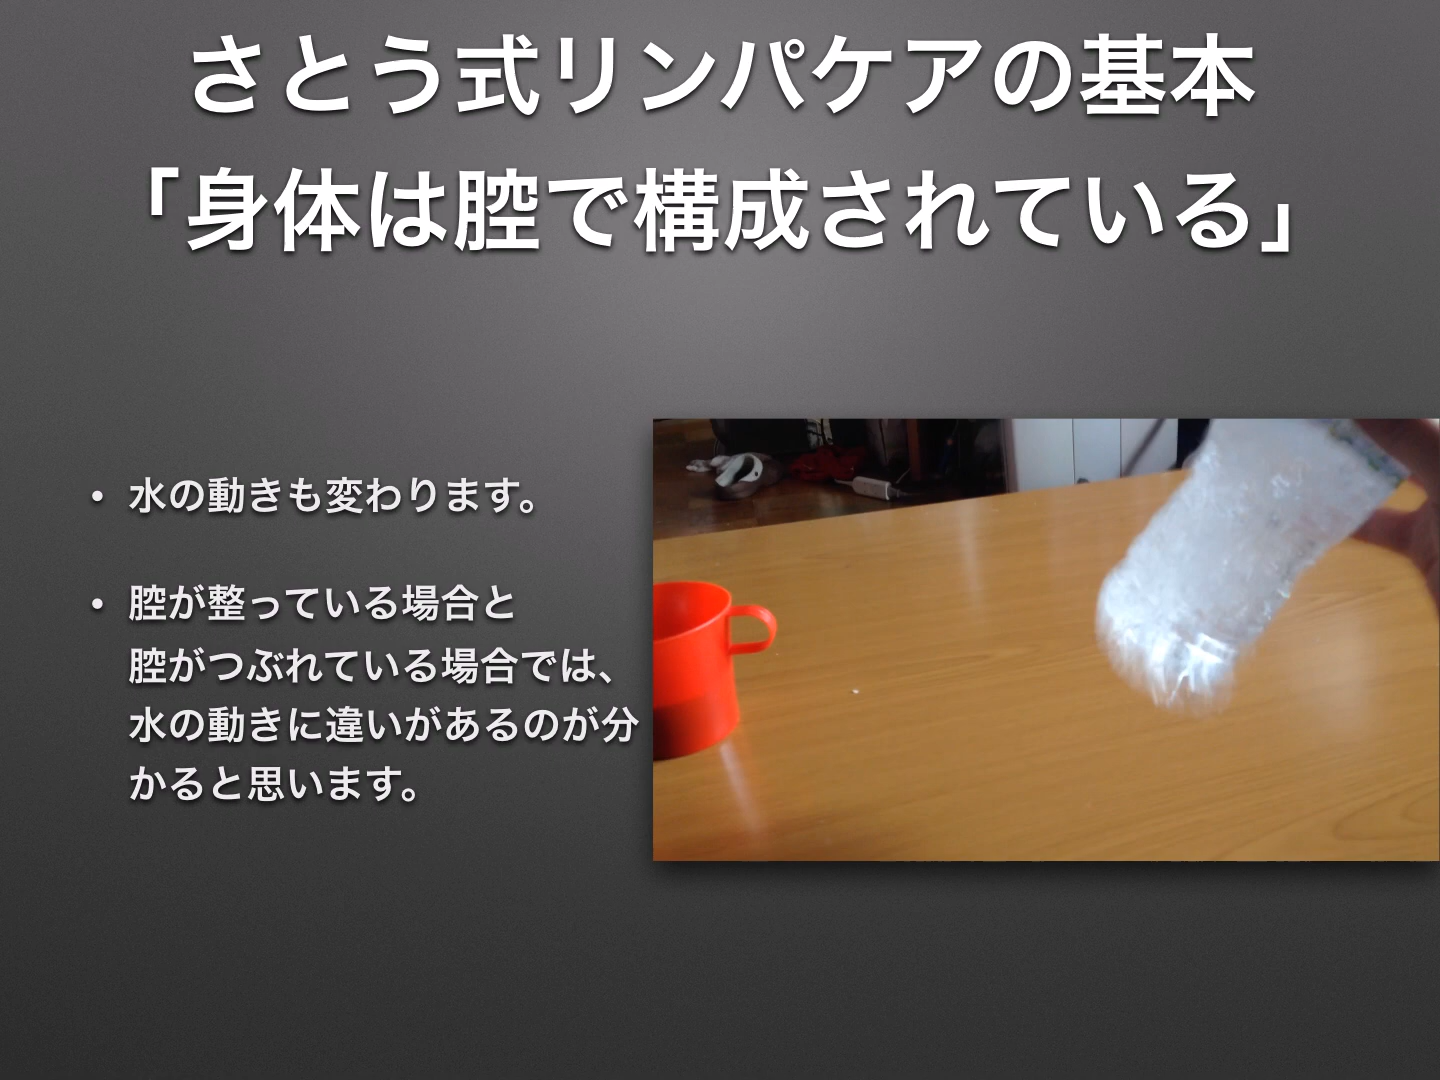 さとう式リンパケアの基本
「身体は腔で構成されている」
• 水の動きも変わります。
• 腔が整っている場合と
腔がつぶれている場合では、
水の動きに違いがあるのが分
かると思います。